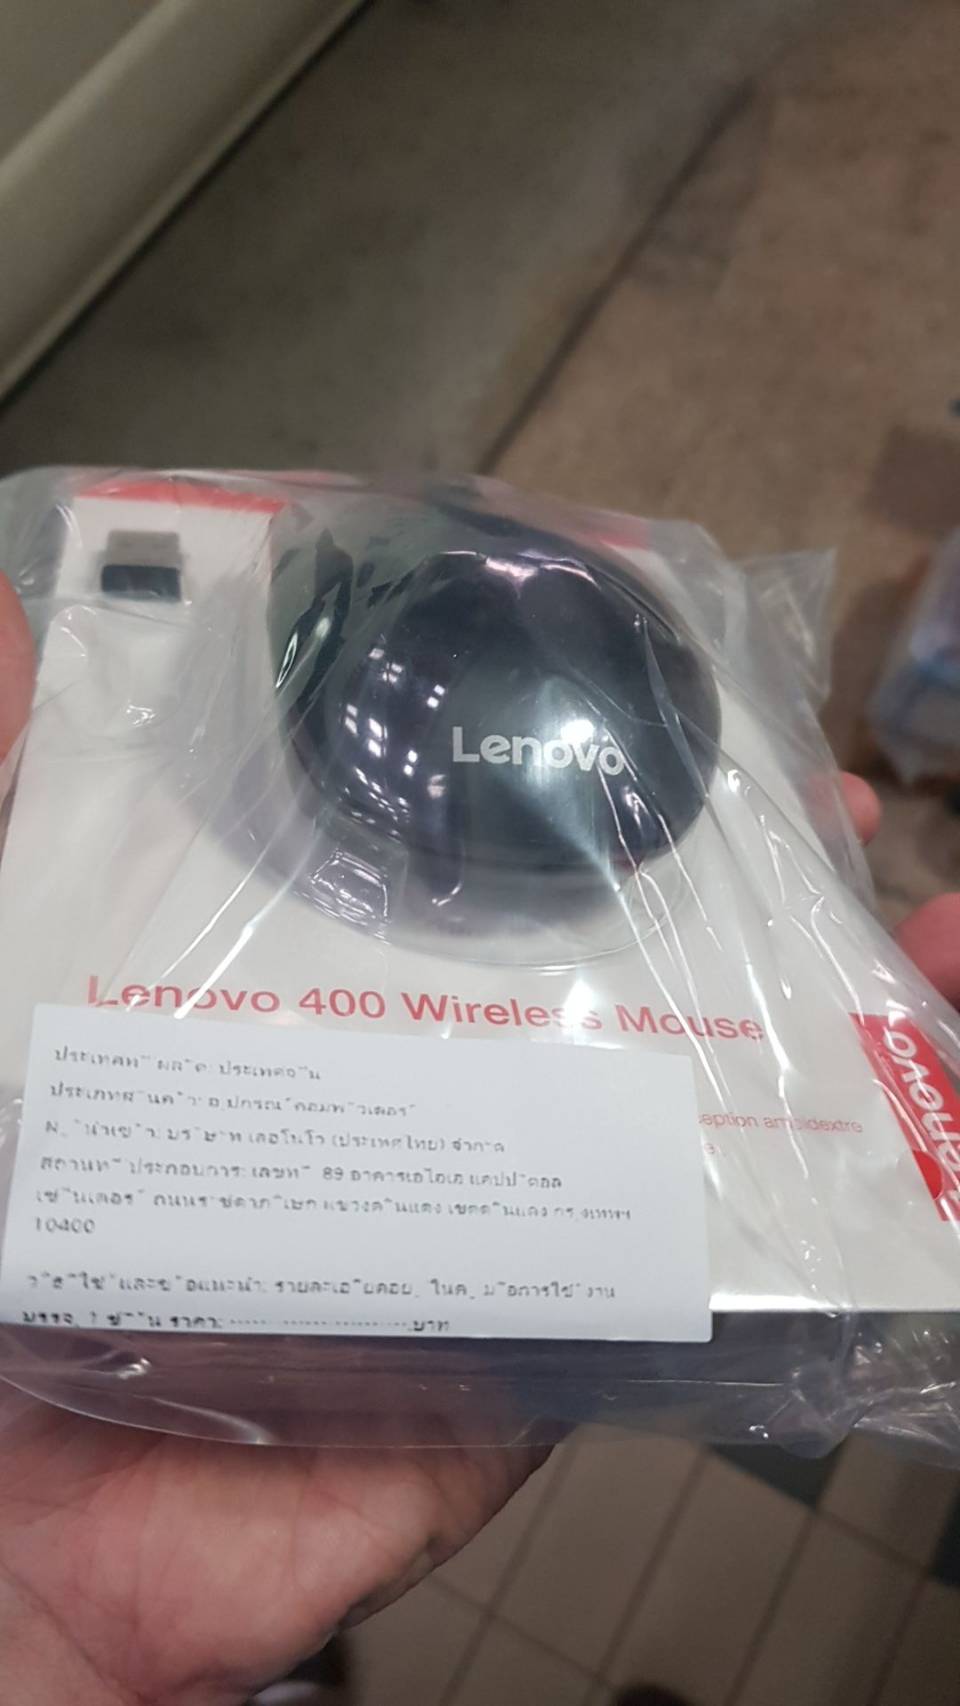 Lenovo
Lenovo 400 Wireless Mouse
Lenovo
ception ambidextre
ประเทศที่ผลิต: ประเทศจีน
ประเภทสินค้า: อุปกรณ์คอมพิวเตอร์
ผู้นำเข้า: บริษัท เลอโนโว (ประเทศไทย) จำกัด
สถานที่ประกอบการ: เลขที่ 89 อาคารเอไอเอ แคปปิตอล
เซ็นเตอร์ ถนนรัชดาภิเษก แขวงดินแดง เขตดินแดง กรุงเทพฯ
10400
วิธีใช้และข้อแนะนำ: รายละเอียดอยู่ในคู่มือการใช้งาน
บรรจุ 1 ชิ้น ราคา: .......................บาท